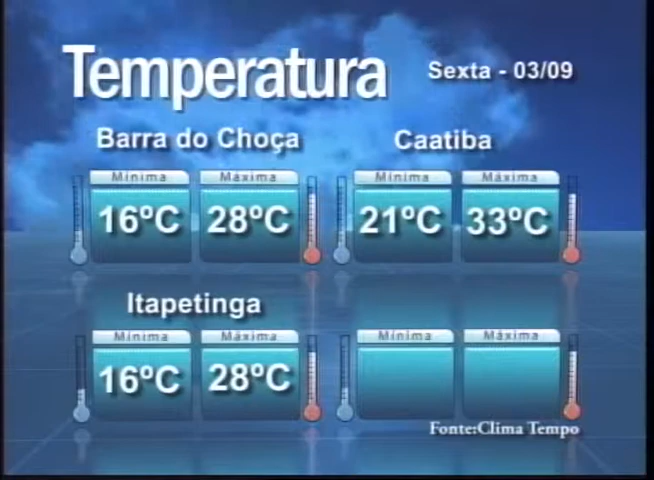 Temperatura
Sexta - 03/09
Barra do Choça
Caatiba
Mínima Máxima Mínima Máxima
16ºC 28ºC 21ºC 33ºC
Itapetinga
Mínima Máxima Mínima Máxima
16ºC 28ºC
Fonte:Clima Tempo